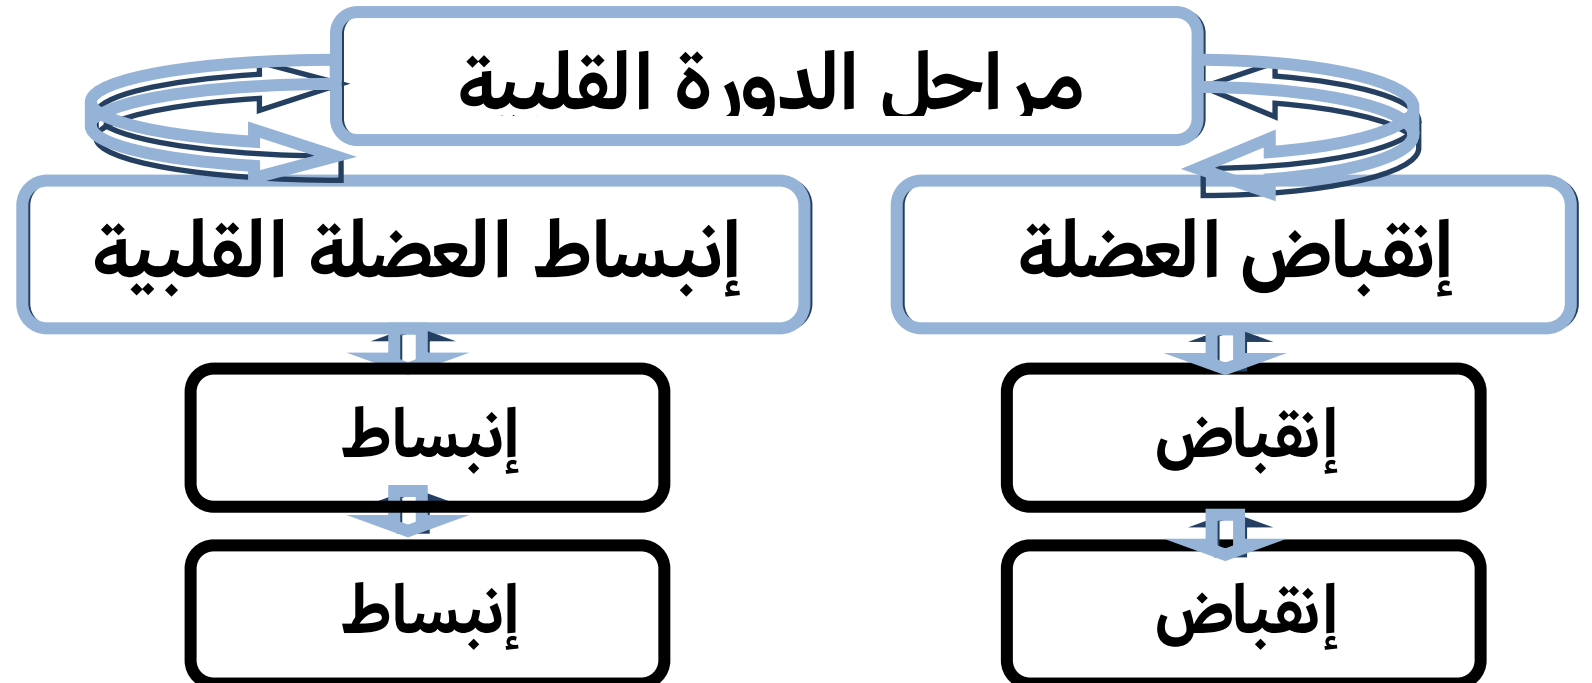 مراحل الدورة القلبية
إنقباض العضلة
إنبساط العضلة القلبية
إنقباض
إنبساط
إنقباض
إنبساط